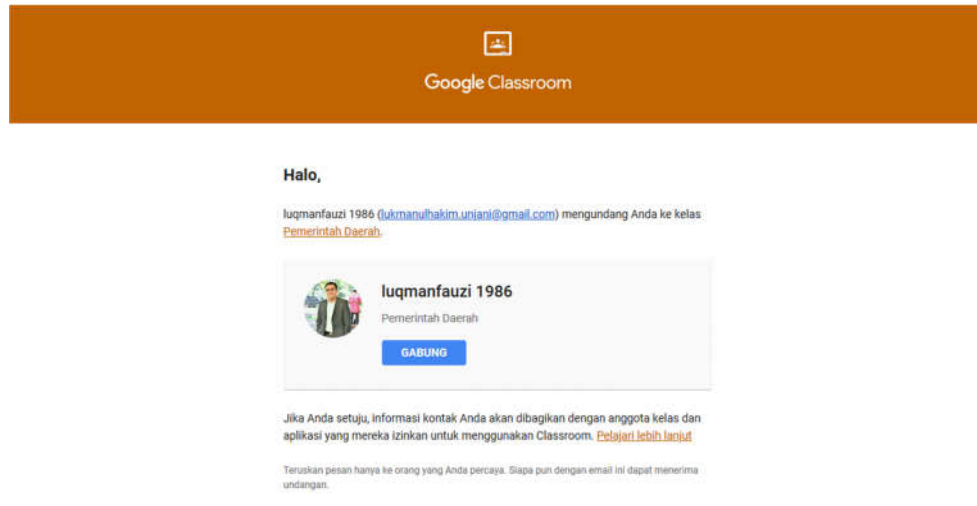 Google Classroom
Halo,
luqmanfauzi 1986 (lukmanulhakim.unjani@gmail.com) mengundang Anda ke kelas
Pemerintah Daerah.
luqmanfauzi 1986
Pemerintah Daerah
GABUNG
Jika Anda setuju, informasi kontak Anda akan dibagikan dengan anggota kelas dan
aplikasi yang mereka izinkan untuk menggunakan Classroom. Pelajari lebih lanjut
Teruskan pesan hanya ke orang yang Anda percaya. Siapa pun dengan email ini dapat menerima
undangan.